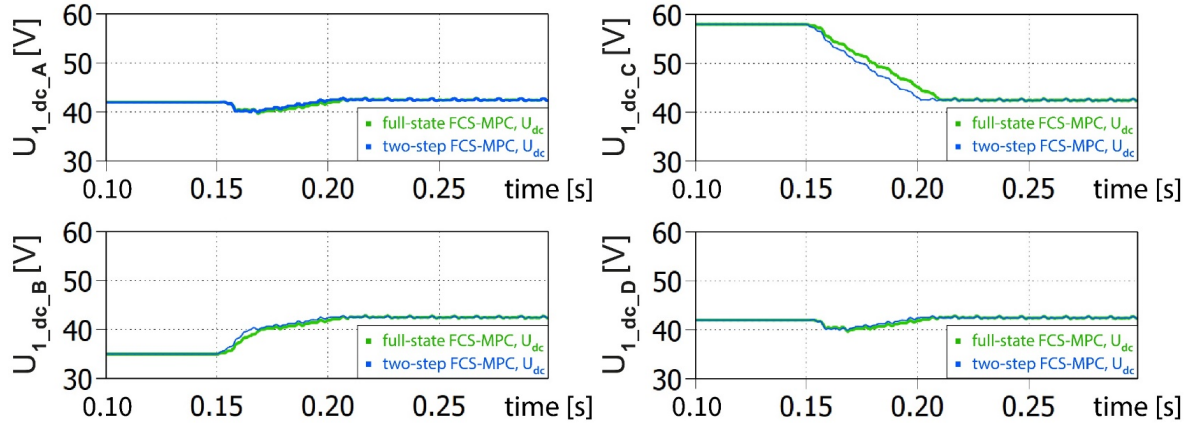 U1_dc_A [V]
60
50
40
30
full-state FCS-MPC, Udc
two-step FCS-MPC, Udc
0.10 0.15 0.20 0.25 time [s]
U1_dc_C [V]
60
50
40
30
full-state FCS-MPC, Udc
two-step FCS-MPC, Udc
0.10 0.15 0.20 0.25 time [s]
U1_dc_B [V]
60
50
40
30
full-state FCS-MPC, Udc
two-step FCS-MPC, Udc
0.10 0.15 0.20 0.25 time [s]
U1_dc_D [V]
60
50
40
30
full-state FCS-MPC, Udc
two-step FCS-MPC, Udc
0.10 0.15 0.20 0.25 time [s]